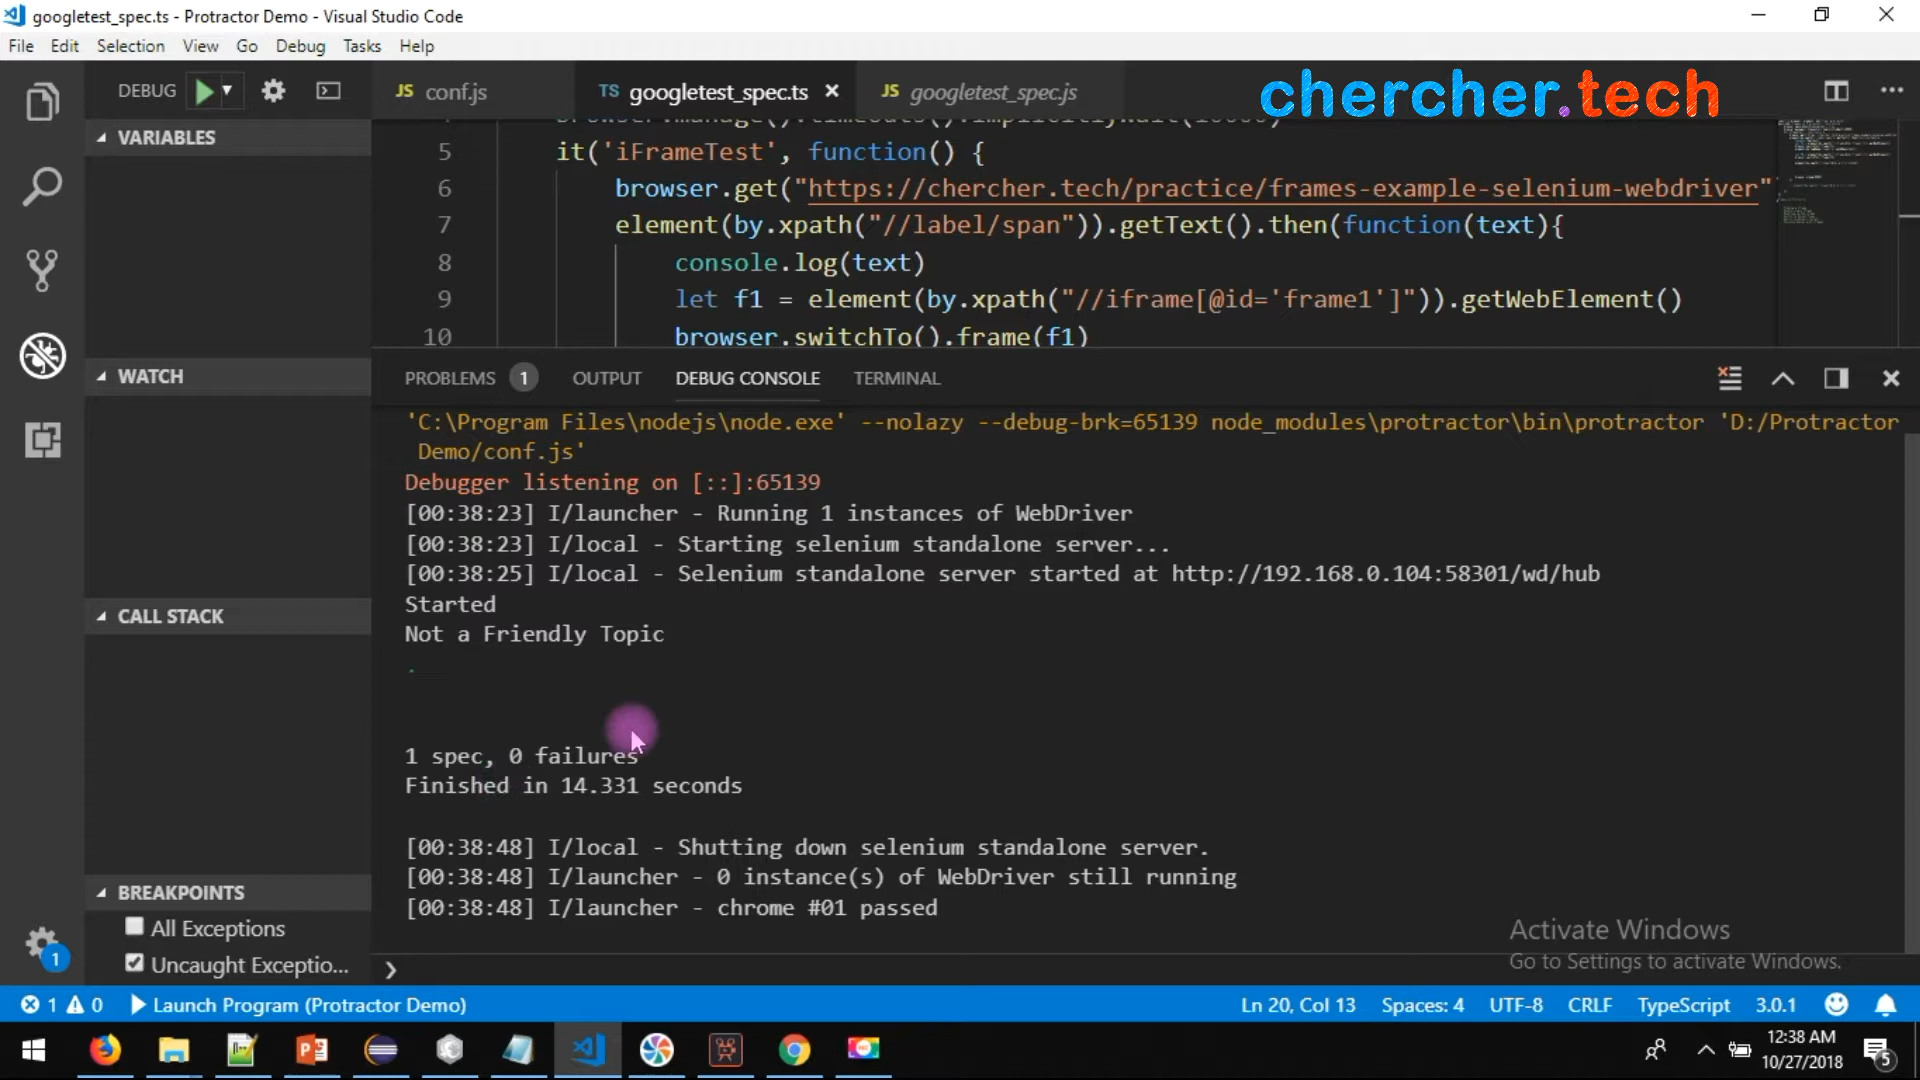 googletest_spec.ts - Protractor Demo - Visual Studio Code
File Edit Selection View Go Debug Tasks Help
DEBUG
JS conf.js
TS googletest_spec.ts
JS googletest_spec.js
chercher.tech
VARIABLES
WATCH
CALL STACK
BREAKPOINTS
All Exceptions
Uncaught Exceptio...
5 it('iFrameTest', function() {
6 browser.get("https://chercher.tech/practice/frames-example-selenium-webdriver"
7 element(by.xpath("//label/span")).getText().then(function(text){
8 console.log(text)
9 let f1 = element(by.xpath("//iframe[@id='frame1']")).getWebElement()
10 browser.switchTo().frame(f1)
PROBLEMS 1 OUTPUT DEBUG CONSOLE TERMINAL
'C:\Program Files\nodejs\node.exe' --nolazy --debug-brk=65139 node_modules\protractor\bin\protractor 'D:/Protractor
Demo/conf.js'
Debugger listening on [::]:65139
[00:38:23] I/launcher - Running 1 instances of WebDriver
[00:38:23] I/local - Starting selenium standalone server...
[00:38:25] I/local - Selenium standalone server started at http://192.168.0.104:58301/wd/hub
Started
Not a Friendly Topic
.
1 spec, 0 failures
Finished in 14.331 seconds
[00:38:48] I/local - Shutting down selenium standalone server.
[00:38:48] I/launcher - 0 instance(s) of WebDriver still running
[00:38:48] I/launcher - chrome #01 passed
Activate Windows
Go to Settings to activate Windows.
1
1 0 Launch Program (Protractor Demo)
Ln 20, Col 13 Spaces: 4 UTF-8 CRLF TypeScript 3.0.1
12:38 AM
10/27/2018
5